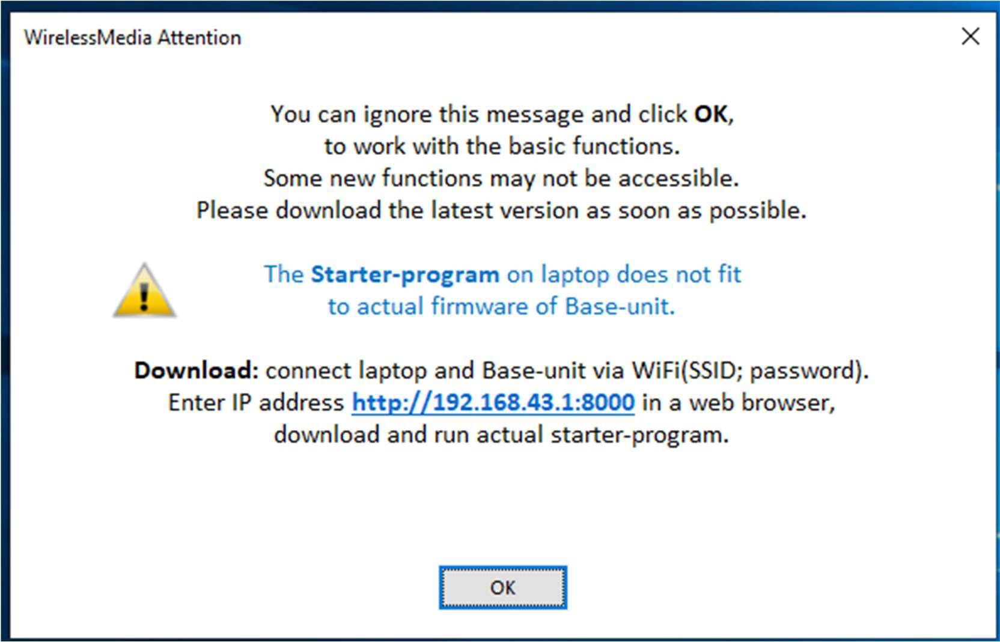 WirelessMedia Attention
You can ignore this message and click OK,
to work with the basic functions.
Some new functions may not be accessible.
Please download the latest version as soon as possible.
The Starter-program on laptop does not fit
to actual firmware of Base-unit.
Download: connect laptop and Base-unit via WiFi(SSID; password).
Enter IP address http://192.168.43.1:8000 in a web browser,
download and run actual starter-program.
OK